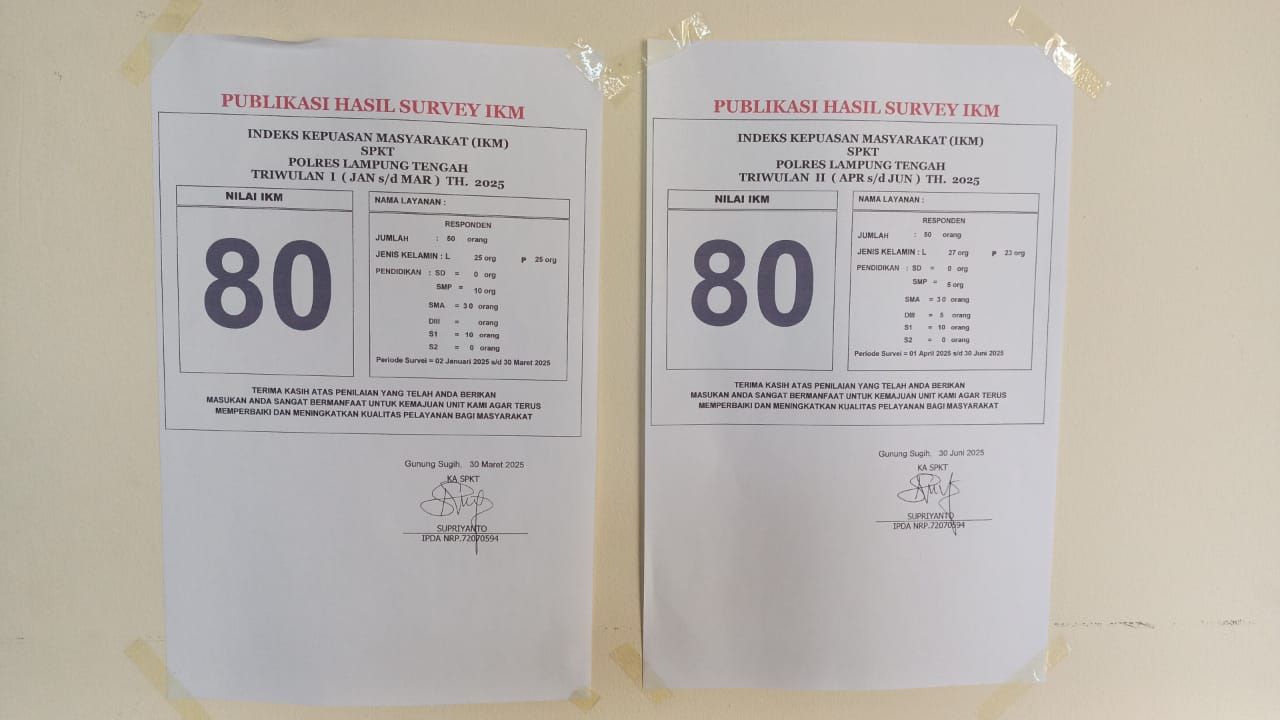 PUBLIKASI HASIL SURVEY IKM
INDEKS KEPUASAN MASYARAKAT (IKM)
SPKT
POLRES LAMPUNG TENGAH
TRIWULAN I ( JAN s/d MAR ) TH. 2025
NILAI IKM
80
NAMA LAYANAN :
RESPONDEN
JUMLAH : 50 orang
JENIS KELAMIN : L 25 org P 25 org
PENDIDIKAN : SD = 0 org
SMP = 10 org
SMA = 30 orang
DIII = orang
S1 = 10 orang
S2 = 0 orang
Periode Survei = 02 Januari 2025 s/d 30 Maret 2025
TERIMA KASIH ATAS PENILAIAN YANG TELAH ANDA BERIKAN
MASUKAN ANDA SANGAT BERMANFAAT UNTUK KEMAJUAN UNIT KAMI AGAR TERUS
MEMPERBAIKI DAN MENINGKATKAN KUALITAS PELAYANAN BAGI MASYARAKAT
Gunung Sugih, 30 Maret 2025
KA SPKT
SUPRIYANTO
IPDA NRP.72070594
PUBLIKASI HASIL SURVEY IKM
INDEKS KEPUASAN MASYARAKAT (IKM)
SPKT
POLRES LAMPUNG TENGAH
TRIWULAN II ( APR s/d JUN ) TH. 2025
NILAI IKM
80
NAMA LAYANAN :
RESPONDEN
JUMLAH : 50 orang
JENIS KELAMIN : L 27 org P 23 org
PENDIDIKAN : SD = 0 org
SMP = 5 org
SMA = 30 orang
DIII = 5 orang
S1 = 10 orang
S2 = 0 orang
Periode Survei = 01 April 2025 s/d 30 Juni 2025
TERIMA KASIH ATAS PENILAIAN YANG TELAH ANDA BERIKAN
MASUKAN ANDA SANGAT BERMANFAAT UNTUK KEMAJUAN UNIT KAMI AGAR TERUS
MEMPERBAIKI DAN MENINGKATKAN KUALITAS PELAYANAN BAGI MASYARAKAT
Gunung Sugih, 30 Juni 2025
KA SPKT
SUPRIYANTO
IPDA NRP.72070594